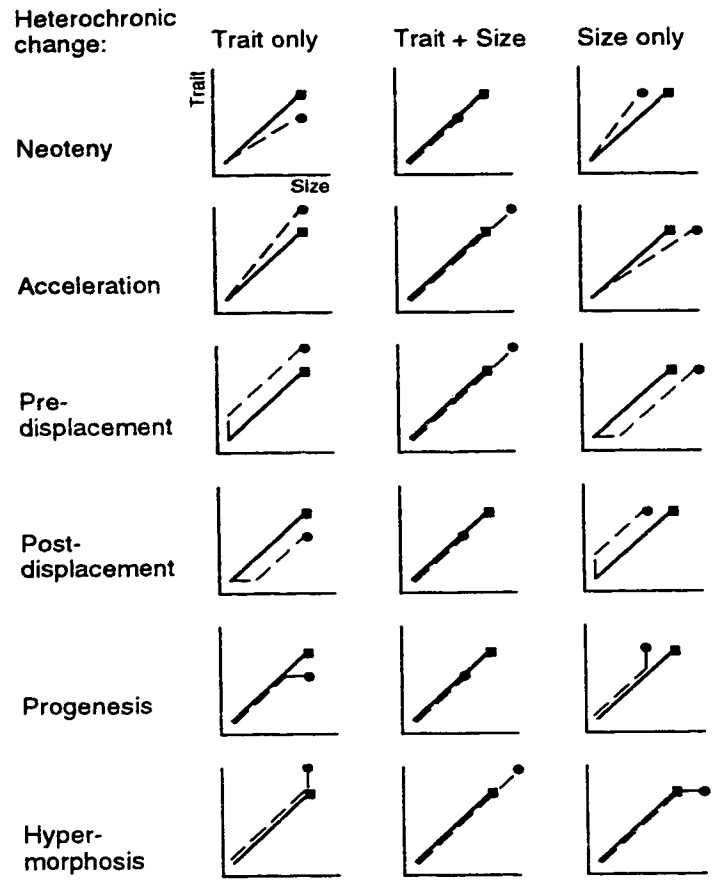 Heterochronic
change:
Trait only
Trait + Size
Size only
Trait
Size
Neoteny
Acceleration
Pre-
displacement
Post-
displacement
Progenesis
Hyper-
morphosis